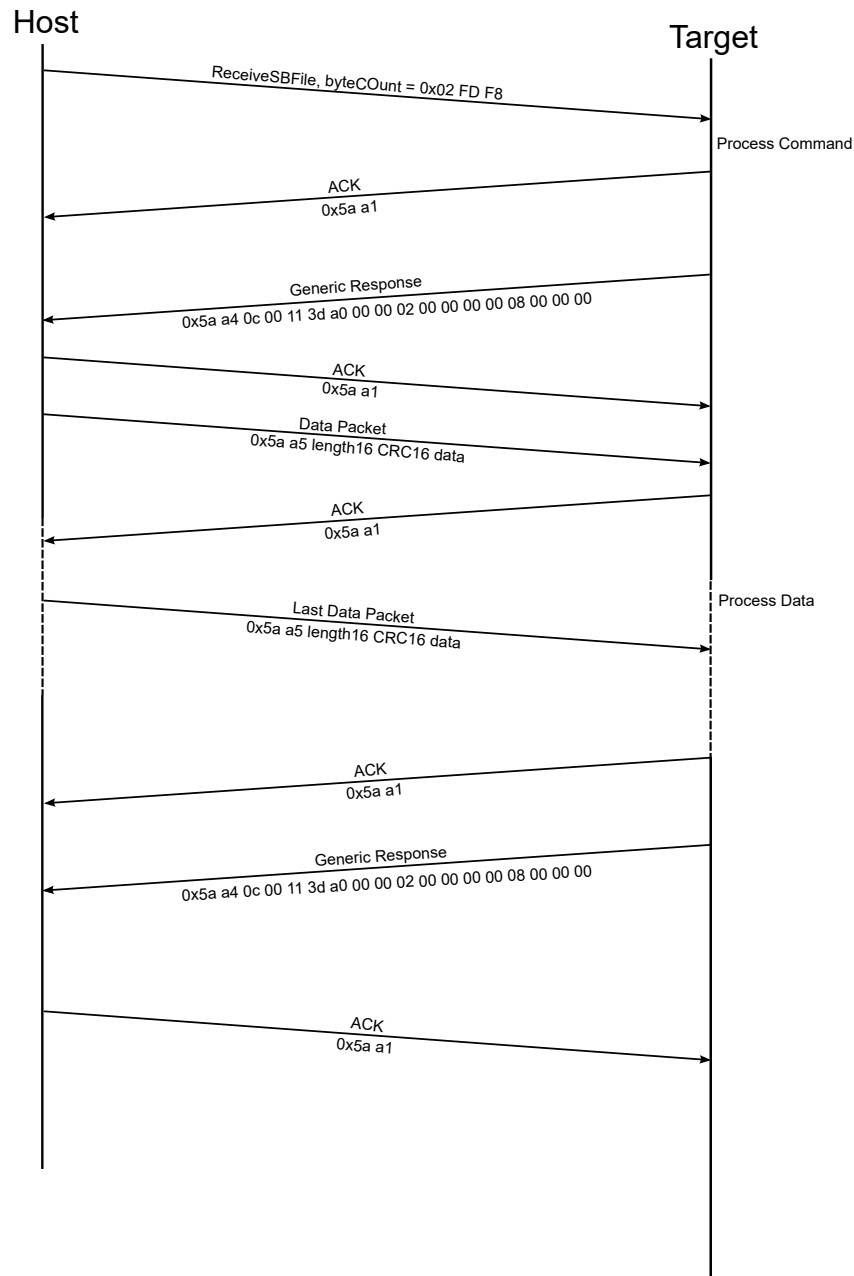 Host
Target
ReceiveSBFile, byteCOunt = 0x02 FD F8
Process Command
ACK
0x5a a1
Generic Response
0x5a a4 0c 00 11 3d a0 00 00 02 00 00 00 00 08 00 00 00
ACK
0x5a a1
Data Packet
0x5a a5 length16 CRC16 data
ACK
0x5a a1
Process Data
Last Data Packet
0x5a a5 length16 CRC16 data
ACK
0x5a a1
Generic Response
0x5a a4 0c 00 11 3d a0 00 00 02 00 00 00 00 08 00 00 00
ACK
0x5a a1